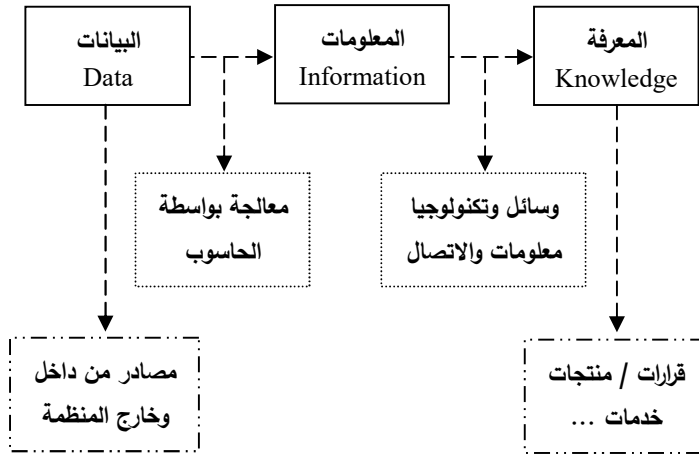 البيانات
Data
المعلومات
Information
المعرفة
Knowledge
معالجة بواسطة
الحاسوب
وسائل وتكنولوجيا
معلومات والاتصال
مصادر من داخل
وخارج المنظمة
قرارات / منتجات
خدمات ...